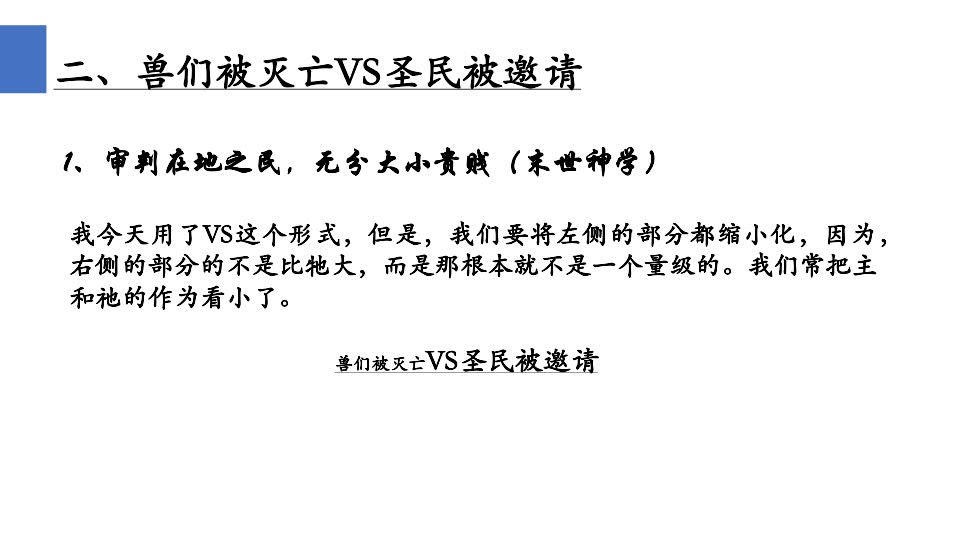 二、兽们被灭亡VS圣民被邀请
1、审判在地之民，无分大小贵贱（末世神学）
我今天用了VS这个形式，但是，我们要将左侧的部分都缩小化，因为，
右侧的部分的不是比牠大，而是那根本就不是一个量级的。我们常把主
和祂的作为看小了。
兽们被灭亡VS圣民被邀请